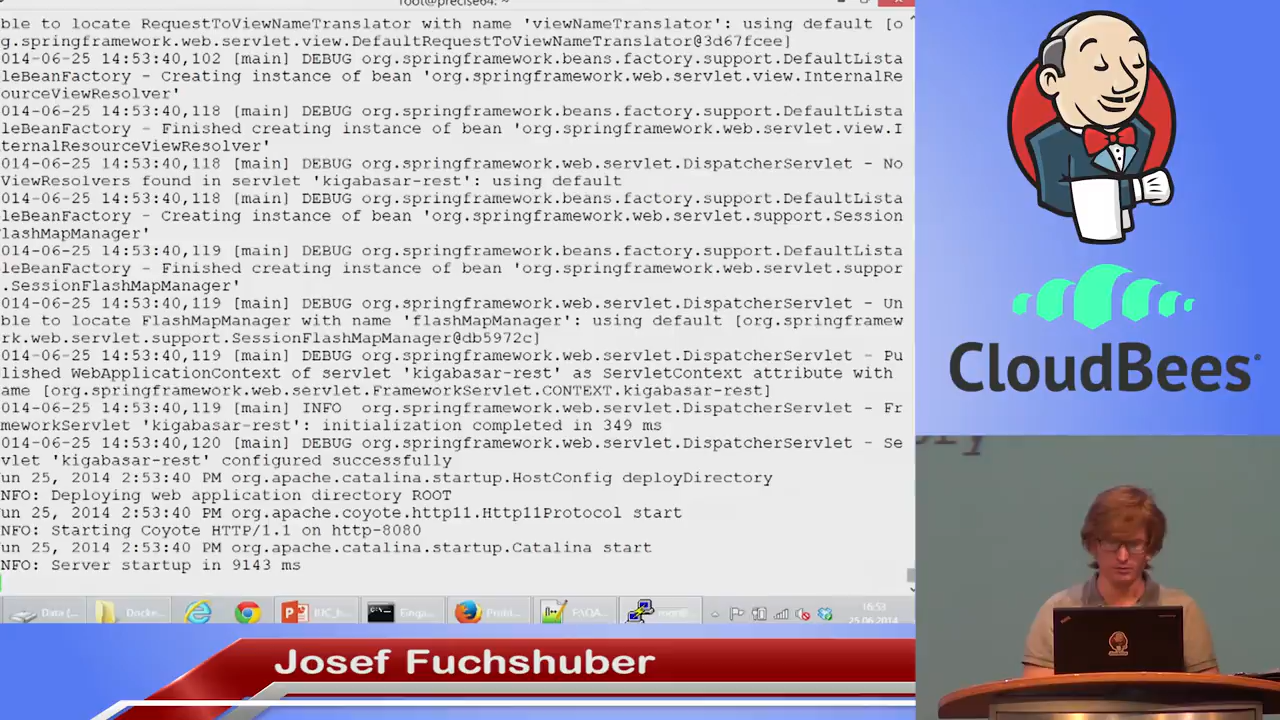 root@precise64: ~
ble to locate RequestToViewNameTranslator with name 'viewNameTranslator': using default [o
g.springframework.web.servlet.view.DefaultRequestToViewNameTranslator@3d67fcee]
014-06-25 14:53:40,102 [main] DEBUG org.springframework.beans.factory.support.DefaultLista
leBeanFactory - Creating instance of bean 'org.springframework.web.servlet.view.InternalRe
ourceViewResolver'
014-06-25 14:53:40,118 [main] DEBUG org.springframework.beans.factory.support.DefaultLista
leBeanFactory - Finished creating instance of bean 'org.springframework.web.servlet.view.I
ternalResourceViewResolver'
014-06-25 14:53:40,118 [main] DEBUG org.springframework.web.servlet.DispatcherServlet - No
ViewResolvers found in servlet 'kigabasar-rest': using default
014-06-25 14:53:40,118 [main] DEBUG org.springframework.beans.factory.support.DefaultLista
leBeanFactory - Creating instance of bean 'org.springframework.web.servlet.support.Session
lashMapManager'
014-06-25 14:53:40,119 [main] DEBUG org.springframework.beans.factory.support.DefaultLista
leBeanFactory - Finished creating instance of bean 'org.springframework.web.servlet.suppor
.SessionFlashMapManager'
014-06-25 14:53:40,119 [main] DEBUG org.springframework.web.servlet.DispatcherServlet - Un
ble to locate FlashMapManager with name 'flashMapManager': using default [org.springframew
rk.web.servlet.support.SessionFlashMapManager@db5972c]
014-06-25 14:53:40,119 [main] DEBUG org.springframework.web.servlet.DispatcherServlet - Pu
lished WebApplicationContext of servlet 'kigabasar-rest' as ServletContext attribute with
ame [org.springframework.web.servlet.FrameworkServlet.CONTEXT.kigabasar-rest]
014-06-25 14:53:40,119 [main] INFO  org.springframework.web.servlet.DispatcherServlet - Fr
meworkServlet 'kigabasar-rest': initialization completed in 349 ms
014-06-25 14:53:40,120 [main] DEBUG org.springframework.web.servlet.DispatcherServlet - Se
vlet 'kigabasar-rest' configured successfully
un 25, 2014 2:53:40 PM org.apache.catalina.startup.HostConfig deployDirectory
NFO: Deploying web application directory ROOT
un 25, 2014 2:53:40 PM org.apache.coyote.http11.Http11Protocol start
NFO: Starting Coyote HTTP/1.1 on http-8080
un 25, 2014 2:53:40 PM org.apache.catalina.startup.Catalina start
NFO: Server startup in 9143 ms
Data (
Docke
Einga
16:53
25.06.2014
CloudBees
Josef Fuchshuber